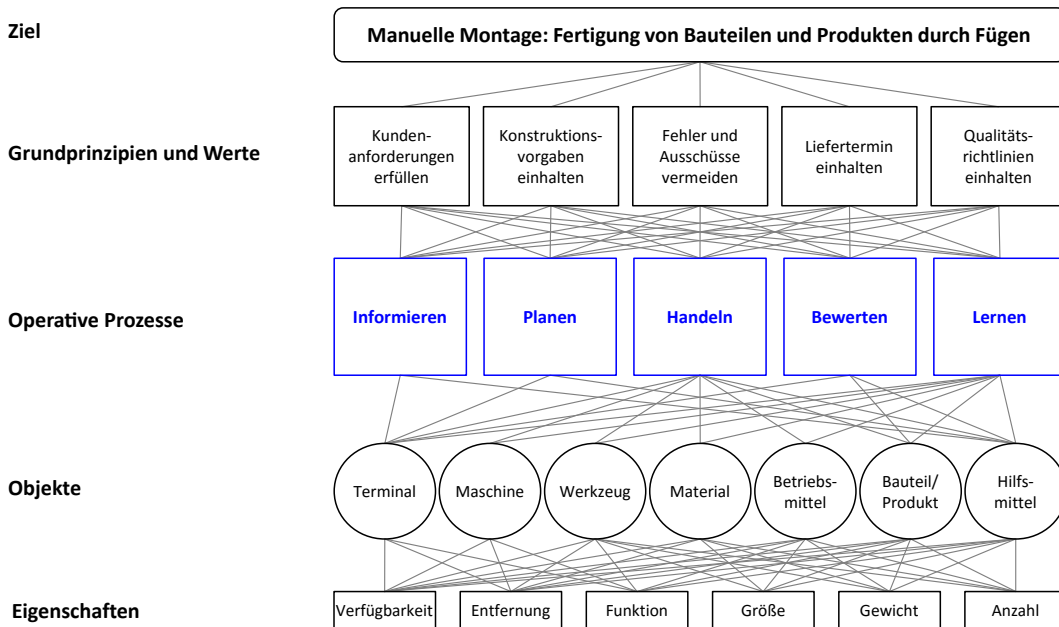 Ziel
Manuelle Montage: Fertigung von Bauteilen und Produkten durch Fügen
Grundprinzipien und Werte
Kunden-
anforderungen
erfüllen
Konstruktions-
vorgaben
einhalten
Fehler und
Ausschüsse
vermeiden
Liefertermin
einhalten
Qualitäts-
richtlinien
einhalten
Operative Prozesse
Informieren
Planen
Handeln
Bewerten
Lernen
Objekte
Terminal
Maschine
Werkzeug
Material
Betriebs-
mittel
Bauteil/
Produkt
Hilfs-
mittel
Eigenschaften
Verfügbarkeit
Entfernung
Funktion
Größe
Gewicht
Anzahl